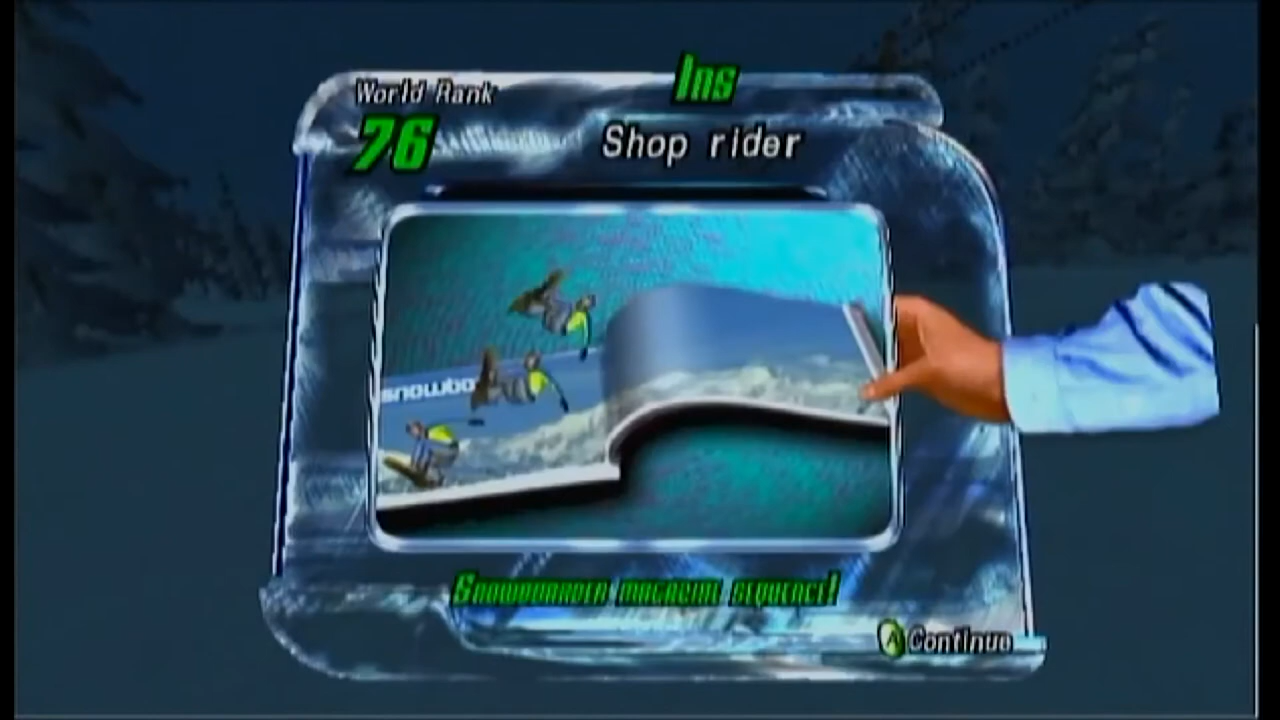 Ins
World Rank
76
Shop rider
snowbo
Snowboarder magazine sequence!
A Continue